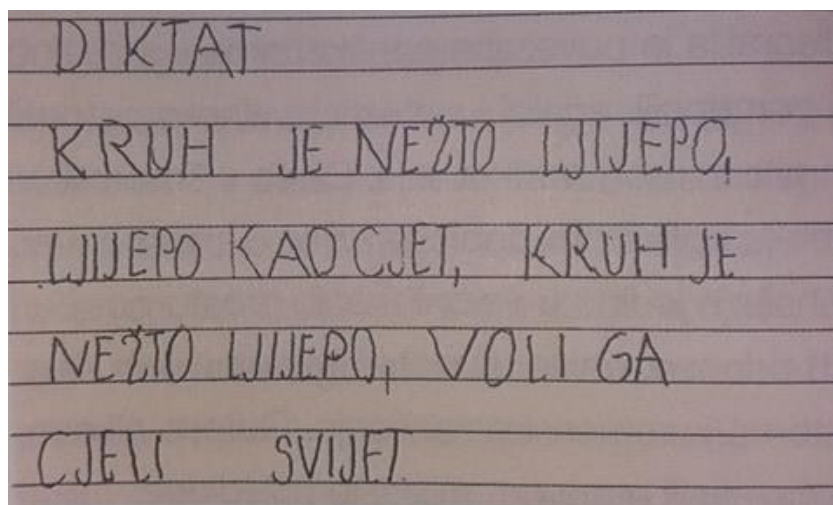 DIKTAT
KRUH JE NEŽTO LJIJEPO,
LJIJEPO KAO CJET, KRUH JE
NEŽTO LJIJEPO, VOLI GA
CJELI SVIJET.